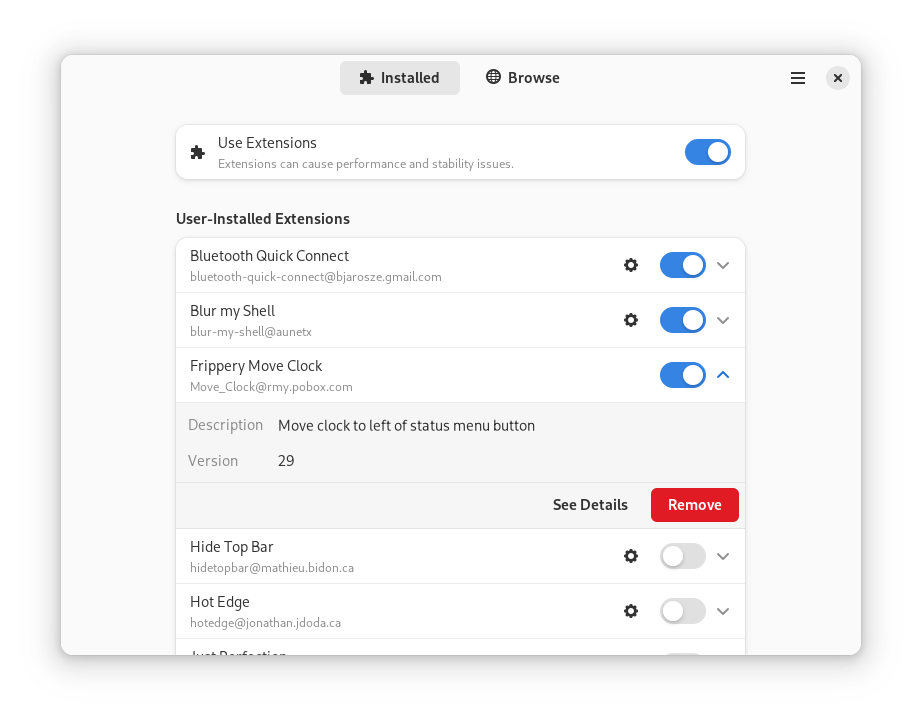 Installed
Browse
Use Extensions
Extensions can cause performance and stability issues.
User-Installed Extensions
Bluetooth Quick Connect
bluetooth-quick-connect@bjarosze.gmail.com
Blur my Shell
blur-my-shell@aunetx
Frippery Move Clock
Move_Clock@rmy.pobox.com
Description Move clock to left of status menu button
Version 29
See Details
Remove
Hide Top Bar
hidetopbar@mathieu.bidon.ca
Hot Edge
hotedge@jonathan.jdoda.ca
Just Perfection